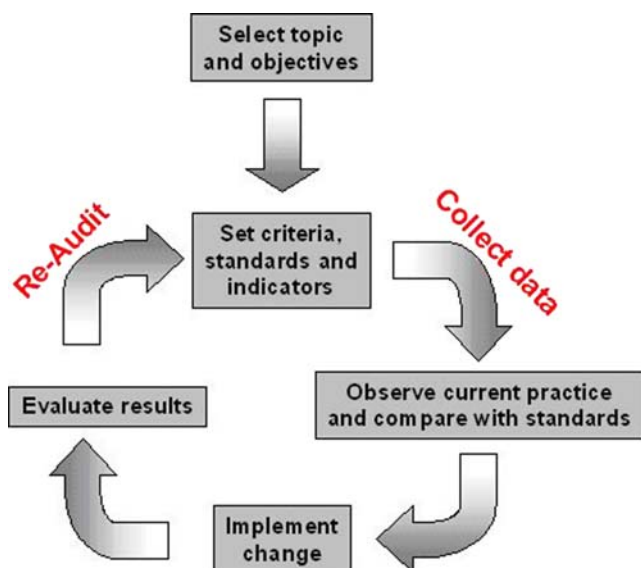 Select topic
and objectives
Re-Audit
Set criteria,
standards and
indicators
Collect data
Evaluate results
Observe current practice
and compare with standards
Implement
change